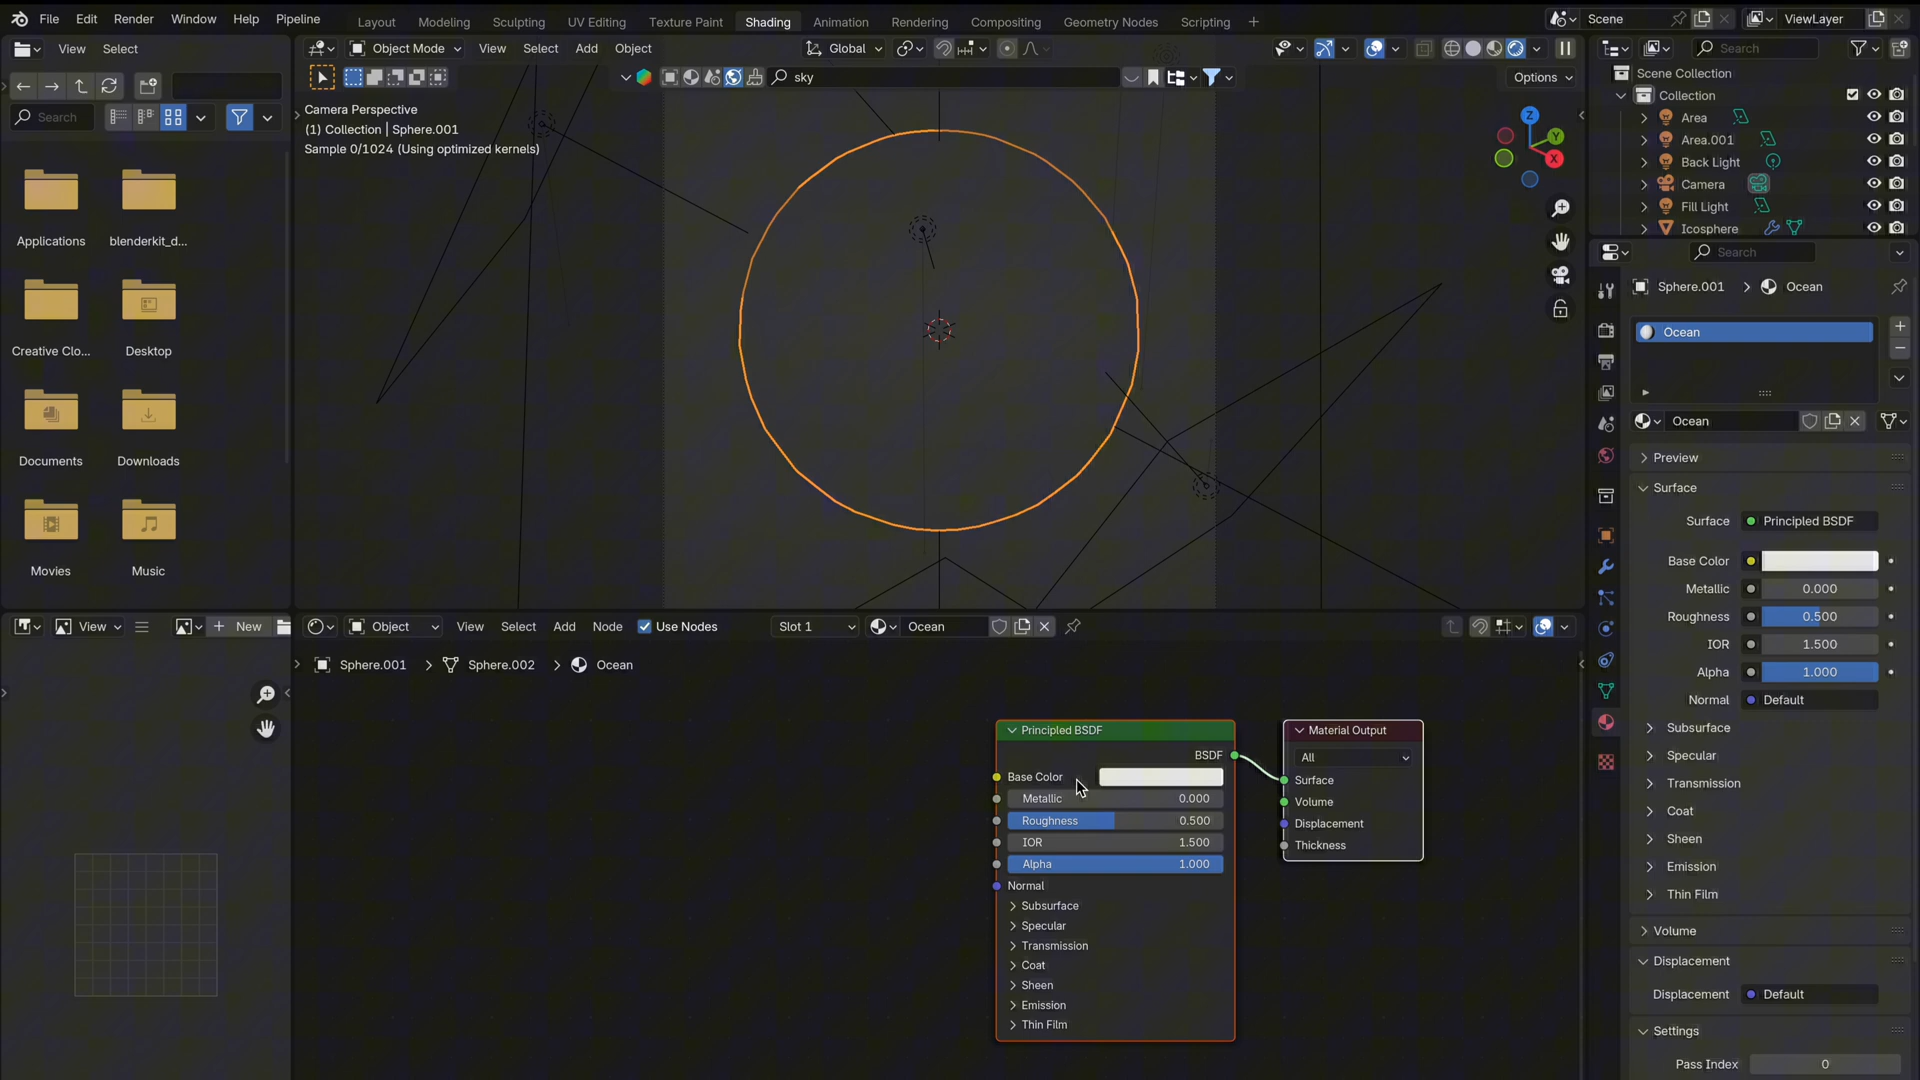 File Edit Render Window Help Pipeline Layout Modeling Sculpting UV Editing Texture Paint Shading Animation Rendering Compositing Geometry Nodes Scripting + Scene ViewLayer
View Select
Object Mode View Select Add Object Global
Search
sky
Options
Search
Camera Perspective
(1) Collection | Sphere.001
Sample 0/1024 (Using optimized kernels)
Z
Y
X
Search
Scene Collection
Collection
Area
Area.001
Back Light
Camera
Fill Light
Icosphere
Applications
blenderkit_d...
Creative Clo...
Desktop
Documents
Downloads
Movies
Music
Search
Sphere.001 > Ocean
Ocean
Ocean
Preview
Surface
Surface Principled BSDF
Base Color
Metallic 0.000
Roughness 0.500
IOR 1.500
Alpha 1.000
Normal Default
Subsurface
Specular
Transmission
Coat
Sheen
Emission
Thin Film
Volume
Displacement
Displacement Default
Settings
Pass Index 0
View + New
Object View Select Add Node Use Nodes Slot 1 Ocean
Sphere.001 > Sphere.002 > Ocean
Principled BSDF
BSDF
Base Color
Metallic 0.000
Roughness 0.500
IOR 1.500
Alpha 1.000
Normal
Subsurface
Specular
Transmission
Coat
Sheen
Emission
Thin Film
Material Output
All
Surface
Volume
Displacement
Thickness